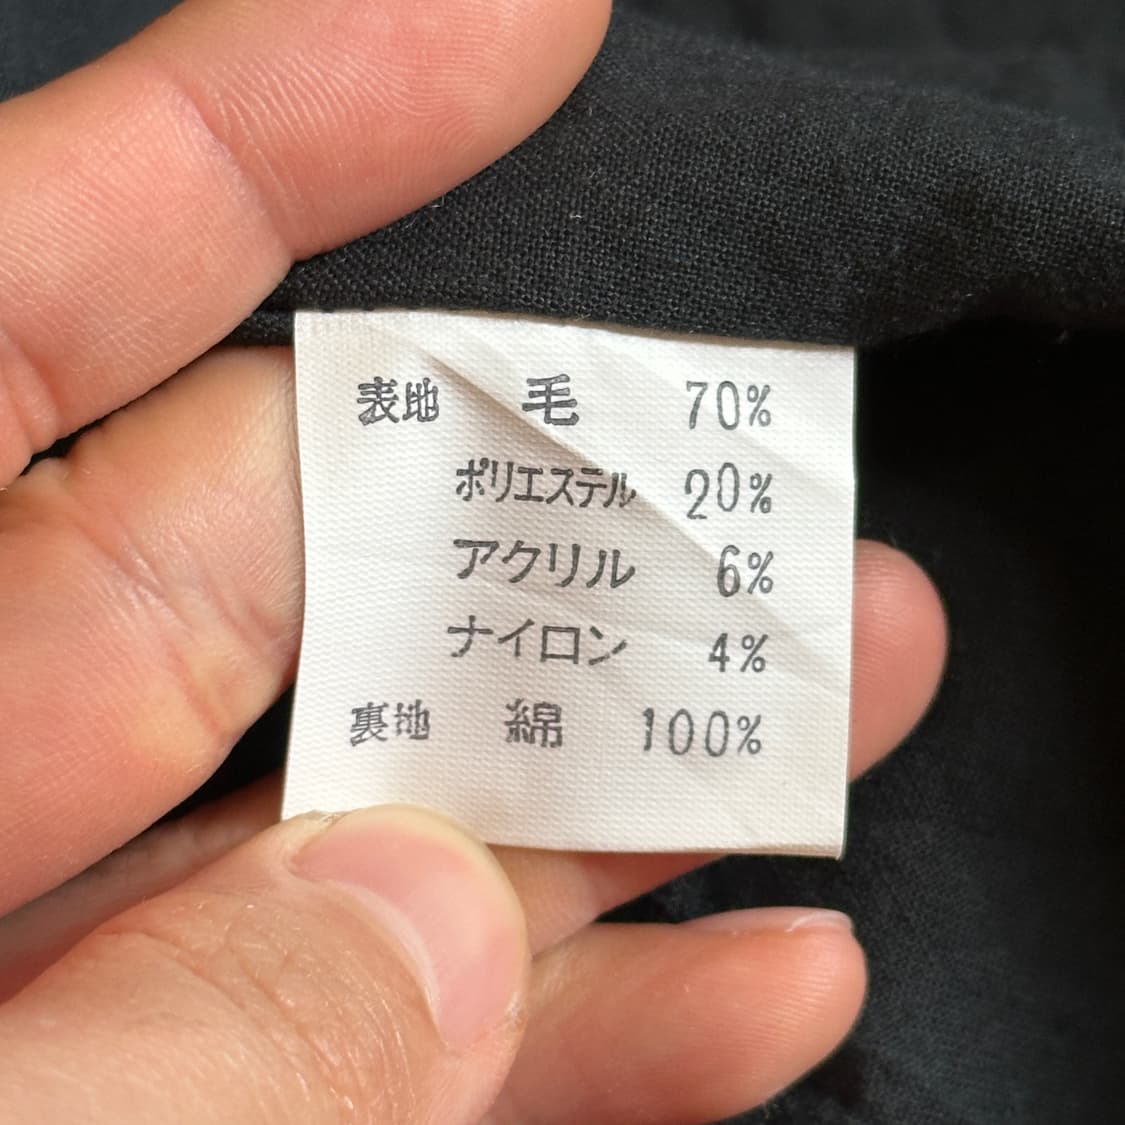 表地 毛 70%
ポリエステル 20%
アクリル 6%
ナイロン 4%
裏地 綿 100%